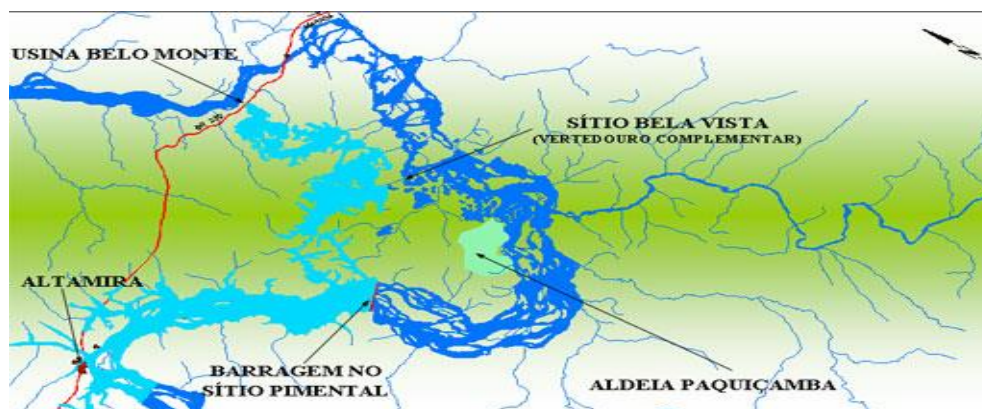 USINA BELO MONTE
SÍTIO BELA VISTA
(VERTEDOURO COMPLEMENTAR)
ALTAMIRA
BARRAGEM NO
SÍTIO PIMENTAL
ALDEIA PAQUIÇAMBA